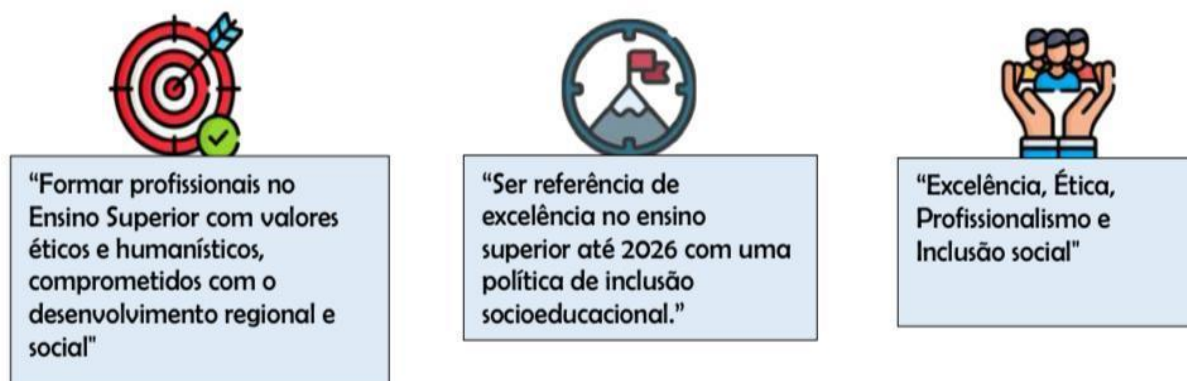 “Formar profissionais no
Ensino Superior com valores
éticos e humanísticos,
comprometidos com o
desenvolvimento regional e
social"
“Ser referência de
excelência no ensino
superior até 2026 com uma
política de inclusão
socioeducacional.”
“Excelência, Ética,
Profissionalismo e
Inclusão social"